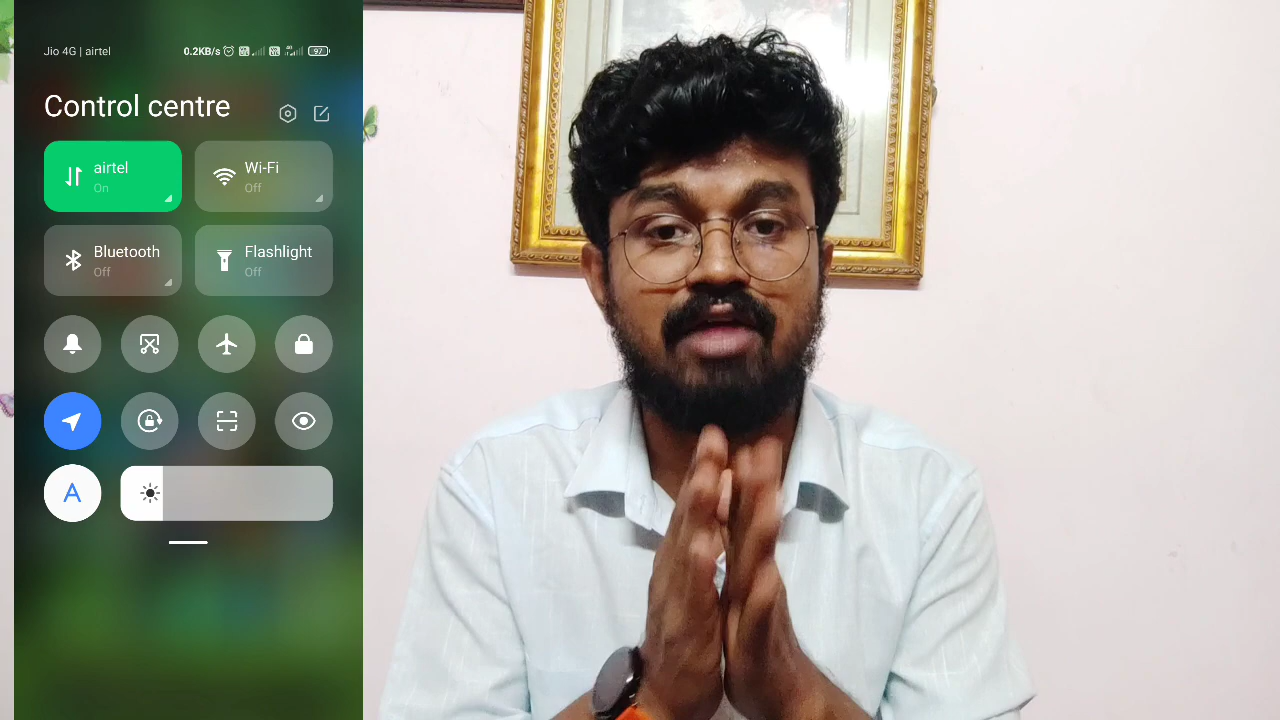 Jio 4G | airtel 0.2KB/s 97
Control centre
airtel Wi-Fi
On Off
Bluetooth Flashlight
Off Off
A